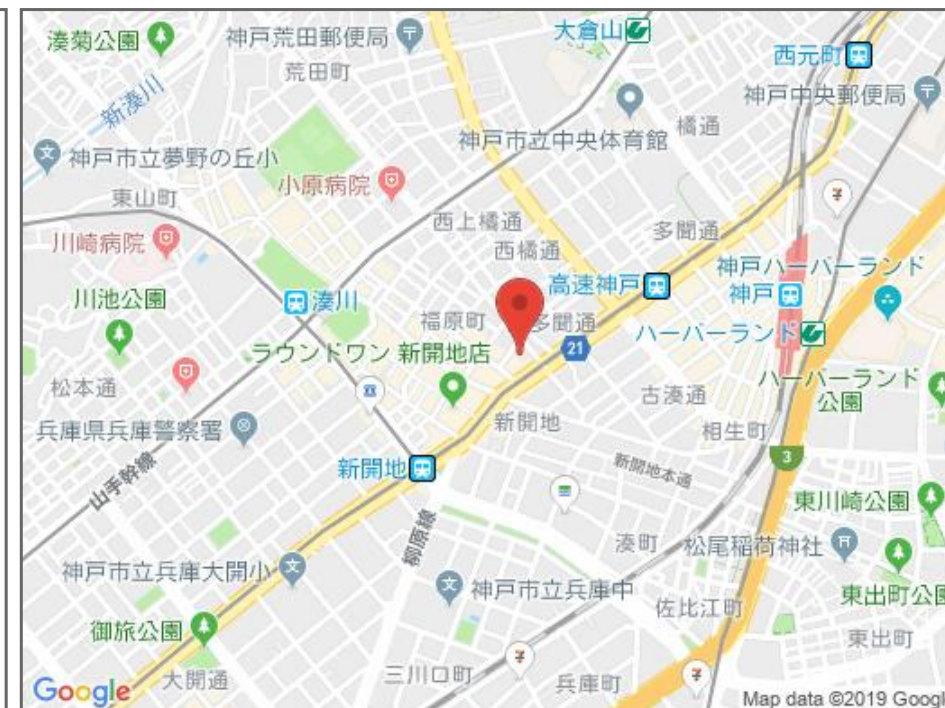 湊菊公園
神戸荒田郵便局
大倉山
西元町
荒田町
新湊川
神戸中央郵便局
橘通
神戸市立中央体育館
神戸市立夢野の丘小
小原病院
東山町
西上橘通
多聞通
川崎病院
西橘通
神戸ハーバーランド
高速神戸
神戸
川池公園
湊川
福原町
多聞通
ハーバーランド
21
ラウンドワン 新開地店
松本通
ハーバーランド
公園
古湊通
新開地
相生町
兵庫県兵庫警察署
3
新開地
新開地本通
山手幹線
東川崎公園
柳原線
湊町
松尾稲荷神社
神戸市立兵庫大開小
神戸市立兵庫中
東出町公園
佐比江町
御旅公園
東出町
大開通
三川口町
兵庫町
Google
Map data ©2019 Googl